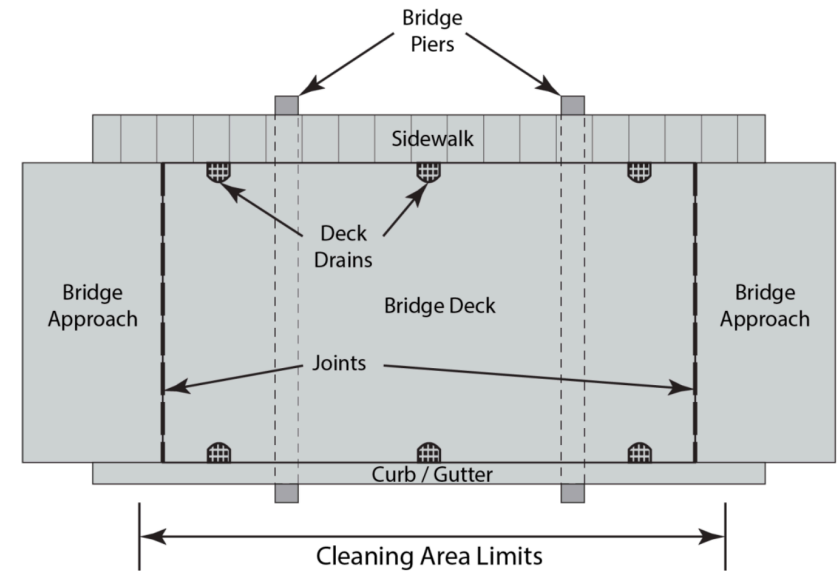 Bridge
Piers
Sidewalk
Deck
Drains
Bridge
Approach
Bridge Deck
Bridge
Approach
Joints
Curb / Gutter
Cleaning Area Limits